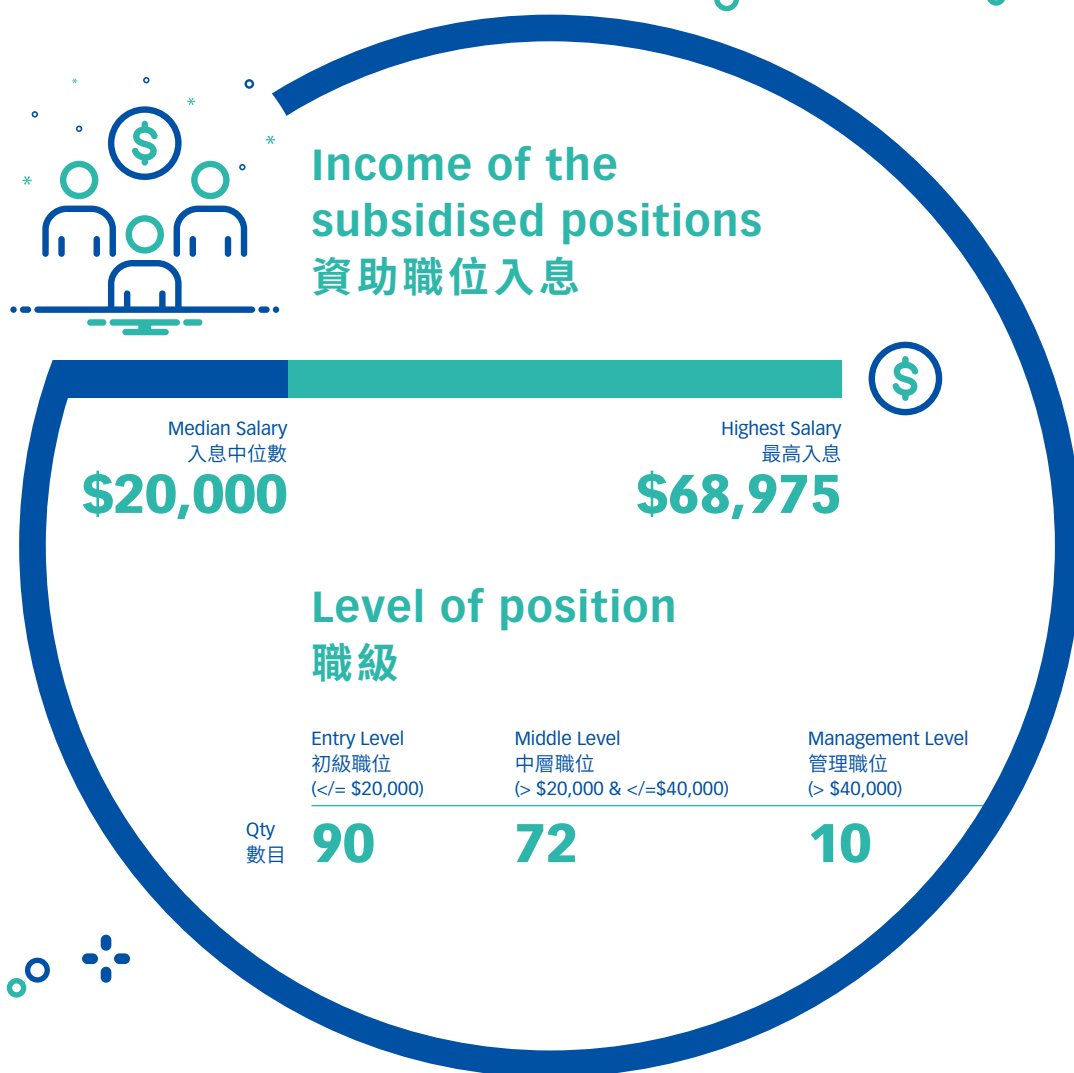 $
Income of the
subsidised positions
資助職位入息
$
Median Salary
入息中位數
$20,000
Highest Salary
最高入息
$68,975
Level of position
職級
Entry Level
初級職位
(</= $20,000)
Middle Level
中層職位
(> $20,000 & </=$40,000)
Management Level
管理職位
(> $40,000)
Qty
數目
90
72
10